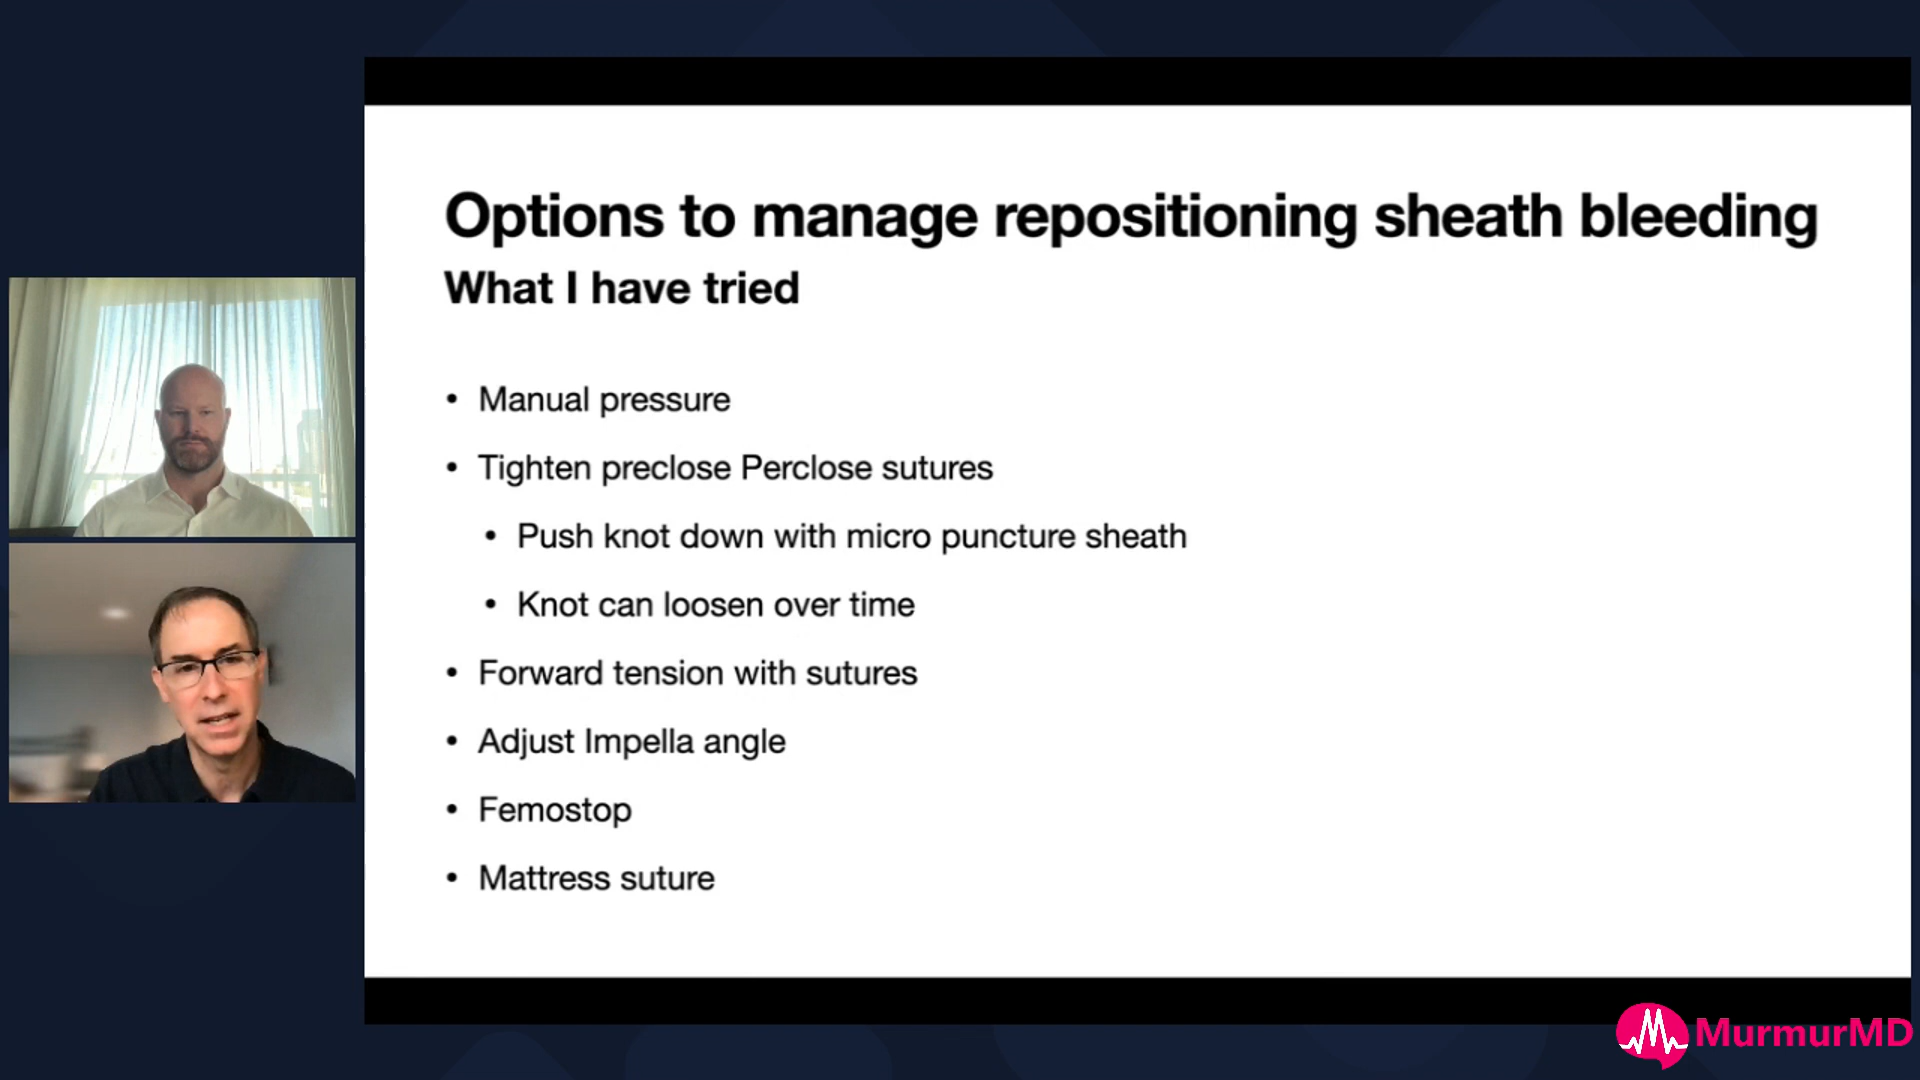 Options to manage repositioning sheath bleeding
What I have tried
• Manual pressure
• Tighten preclose Perclose sutures
• Push knot down with micro puncture sheath
• Knot can loosen over time
• Forward tension with sutures
• Adjust Impella angle
• Femostop
• Mattress suture
MurmurMD